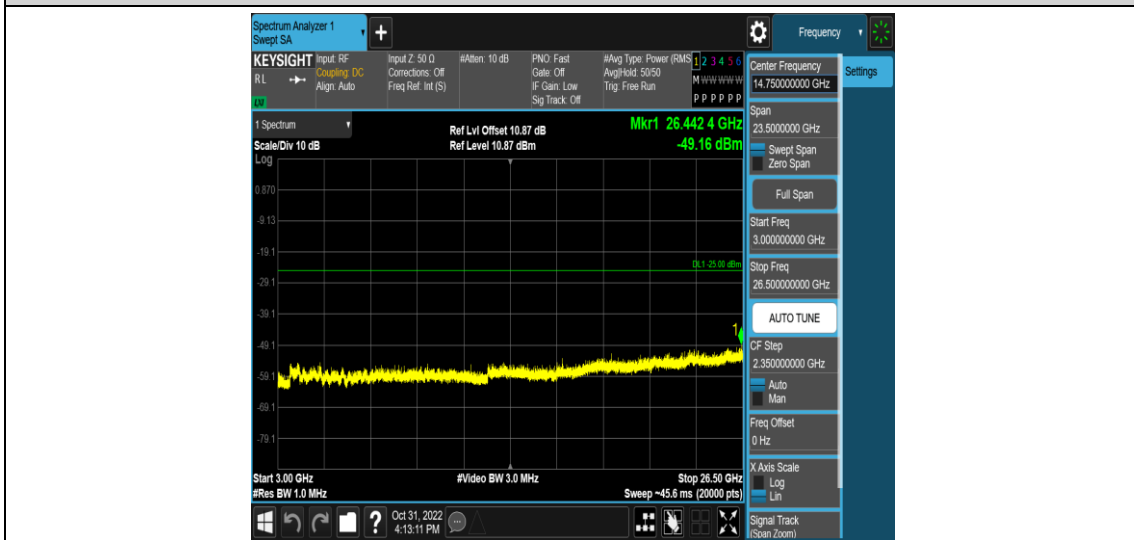 Spectrum Analyzer 1
Swept SA
Frequency
KEYSIGHT
RL
LXI
Input: RF
Coupling: DC
Align: Auto
Input Z: 50 Ω
Corrections: Off
Freq Ref: Int (S)
#Atten: 10 dB
PNO: Fast
Gate: Off
IF Gain: Low
Sig Track: Off
#Avg Type: Power (RMS
Avg|Hold: 50/50
Trig: Free Run
1 2 3 4 5 6
M W W W W W
P P P P P P
1 Spectrum
Scale/Div 10 dB
Ref Lvl Offset 10.87 dB
Ref Level 10.87 dBm
Mkr1 26.442 4 GHz
-49.16 dBm
Log
0.870
-9.13
-19.1
DL1 -25.00 dBm
-29.1
-39.1
1
-49.1
-59.1
-69.1
-79.1
Start 3.00 GHz
#Res BW 1.0 MHz
#Video BW 3.0 MHz
Stop 26.50 GHz
Sweep ~45.6 ms (20000 pts)
?
Oct 31, 2022
4:13:11 PM
Center Frequency
14.750000000 GHz
Settings
Span
23.5000000 GHz
Swept Span
Zero Span
Full Span
Start Freq
3.000000000 GHz
Stop Freq
26.500000000 GHz
AUTO TUNE
CF Step
2.350000000 GHz
Auto
Man
Freq Offset
0 Hz
X Axis Scale
Log
Lin
Signal Track
(Span Zoom)